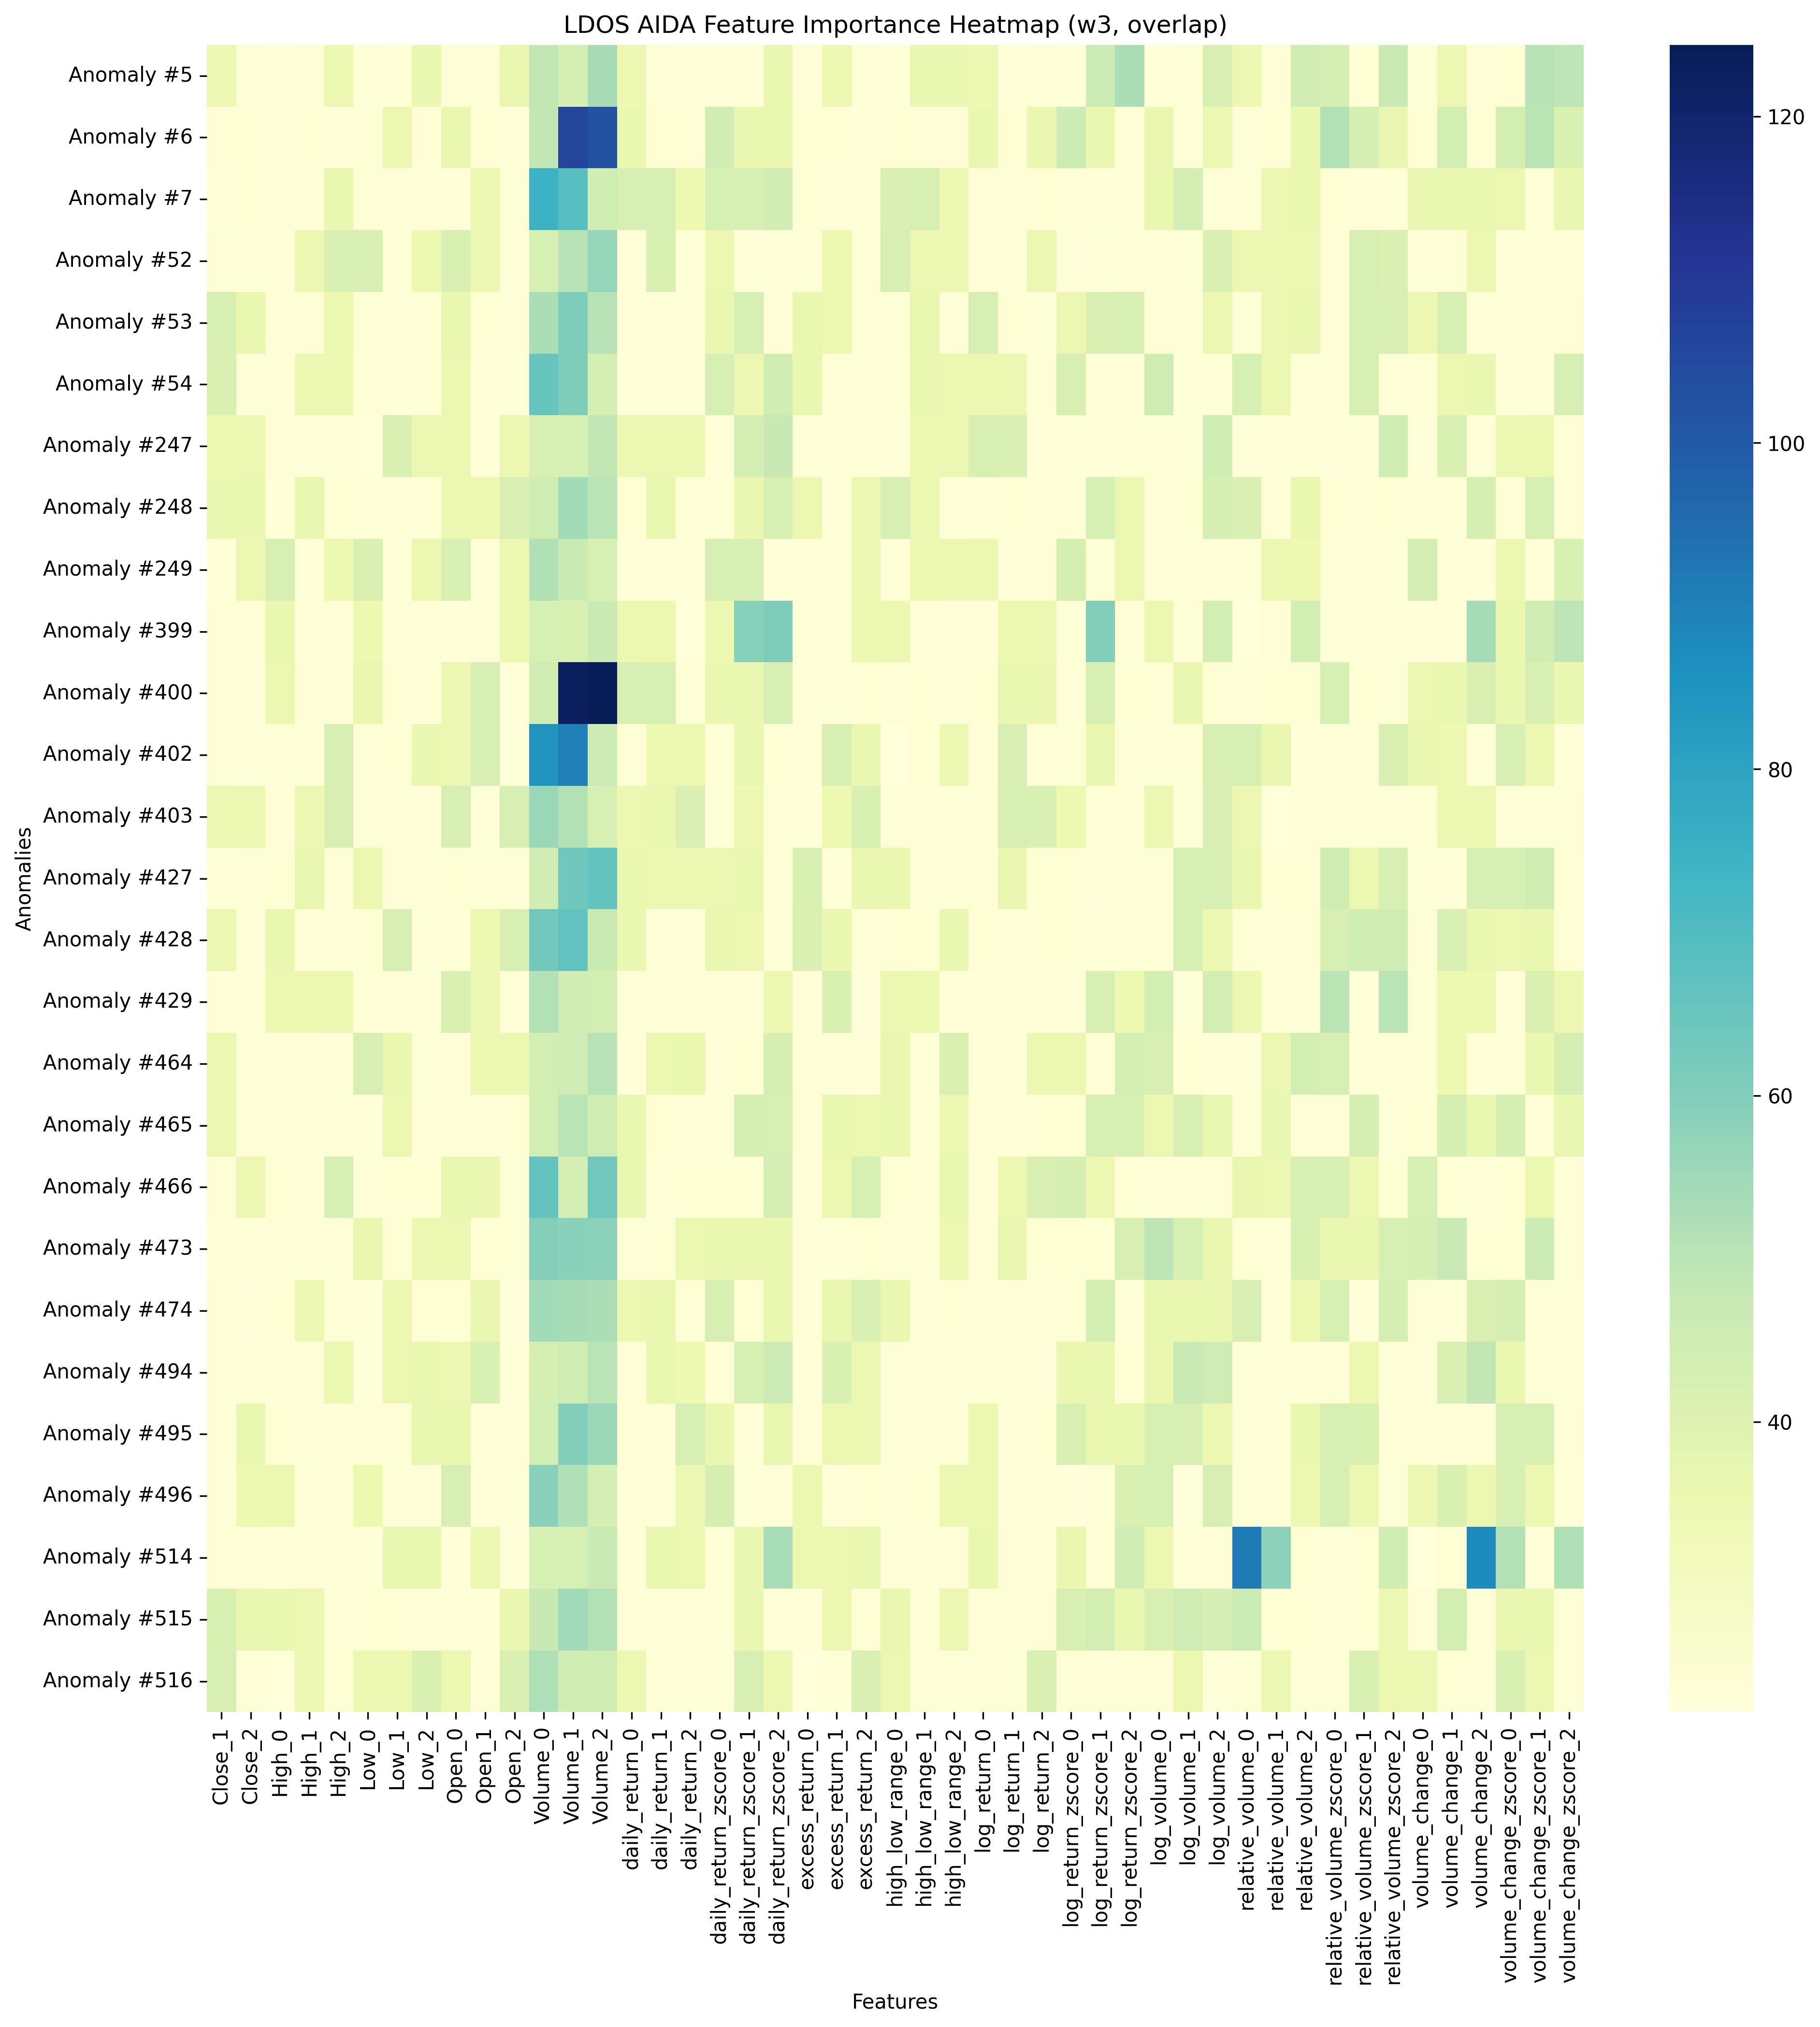 LDOS AIDA Feature Importance Heatmap (w3, overlap)
Anomaly #5
Anomaly #6
Anomaly #7
Anomaly #52
Anomaly #53
Anomaly #54
Anomaly #247
Anomaly #248
Anomaly #249
Anomaly #399
Anomaly #400
Anomaly #402
Anomaly #403
Anomaly #427
Anomaly #428
Anomaly #429
Anomaly #464
Anomaly #465
Anomaly #466
Anomaly #473
Anomaly #474
Anomaly #494
Anomaly #495
Anomaly #496
Anomaly #514
Anomaly #515
Anomaly #516
Anomalies
Close_1
Close_2
High_0
High_1
High_2
Low_0
Low_1
Low_2
Open_0
Open_1
Open_2
Volume_0
Volume_1
Volume_2
daily_return_0
daily_return_1
daily_return_2
daily_return_zscore_0
daily_return_zscore_1
daily_return_zscore_2
excess_return_0
excess_return_1
excess_return_2
high_low_range_0
high_low_range_1
high_low_range_2
log_return_0
log_return_1
log_return_2
log_return_zscore_0
log_return_zscore_1
log_return_zscore_2
log_volume_0
log_volume_1
log_volume_2
relative_volume_0
relative_volume_1
relative_volume_2
relative_volume_zscore_0
relative_volume_zscore_1
relative_volume_zscore_2
volume_change_0
volume_change_1
volume_change_2
volume_change_zscore_0
volume_change_zscore_1
volume_change_zscore_2
Features
120
100
80
60
40